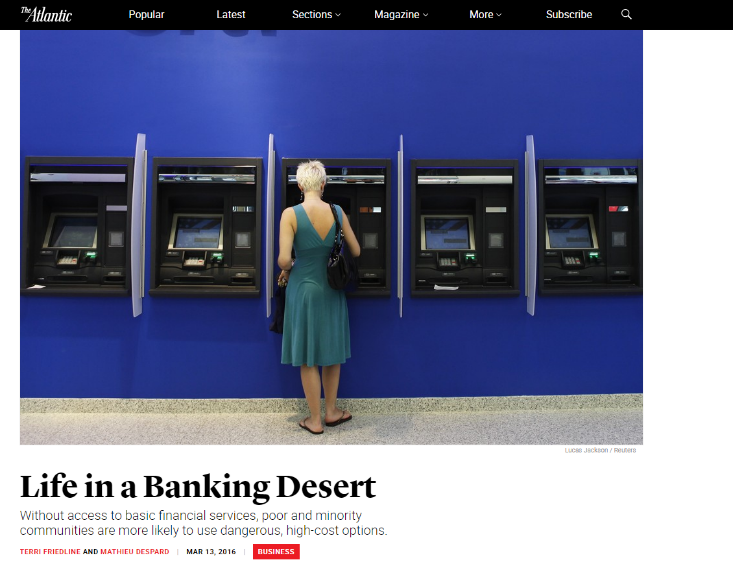 The Atlantic
Popular Latest Sections Magazine More Subscribe
Lucas Jackson / Reuters
Life in a Banking Desert
Without access to basic financial services, poor and minority
communities are more likely to use dangerous, high-cost options.
TERRI FRIEDLINE AND MATHIEU DESPARD | MAR 13, 2016 | BUSINESS